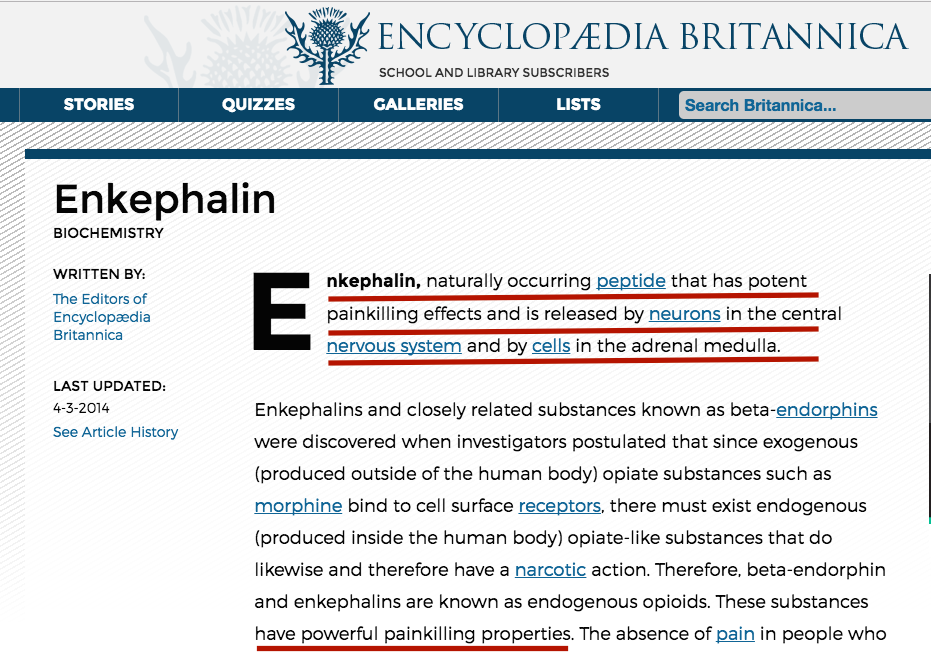 ENCYCLOPÆDIA BRITANNICA
SCHOOL AND LIBRARY SUBSCRIBERS
STORIES QUIZZES GALLERIES LISTS Search Britannica...
Enkephalin
BIOCHEMISTRY
WRITTEN BY:
The Editors of
Encyclopædia
Britannica
LAST UPDATED:
4-3-2014
See Article History
Enkephalin, naturally occurring peptide that has potent
painkilling effects and is released by neurons in the central
nervous system and by cells in the adrenal medulla.
Enkephalins and closely related substances known as beta-endorphins
were discovered when investigators postulated that since exogenous
(produced outside of the human body) opiate substances such as
morphine bind to cell surface receptors, there must exist endogenous
(produced inside the human body) opiate-like substances that do
likewise and therefore have a narcotic action. Therefore, beta-endorphin
and enkephalins are known as endogenous opioids. These substances
have powerful painkilling properties. The absence of pain in people who